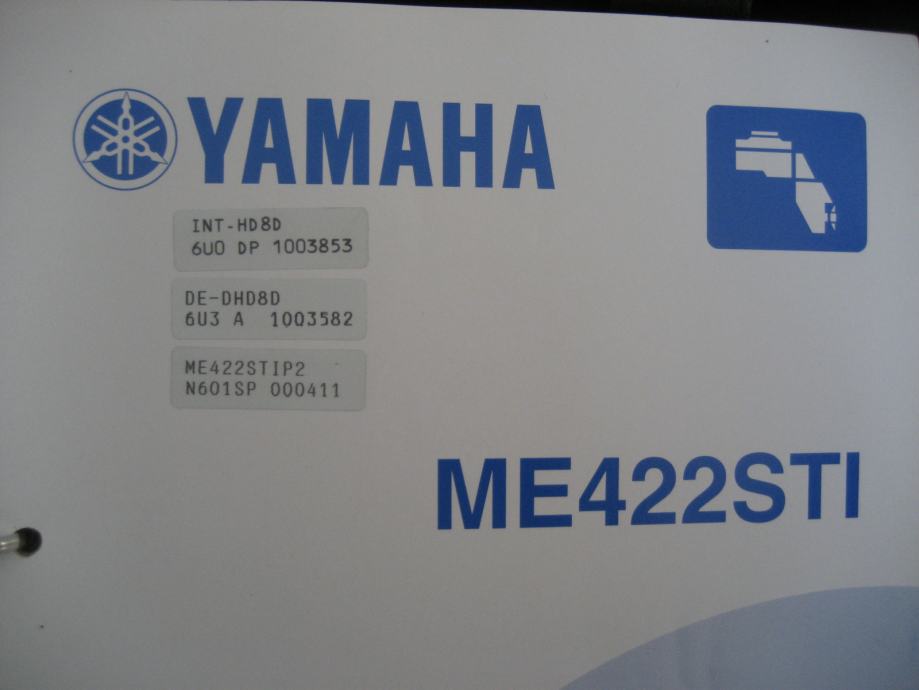 YAMAHA
INT-HD8D
6U0 DP 1003853
DE-DHD8D
6U3 A 1003582
ME422STIP2
N601SP 000411
ME422STI